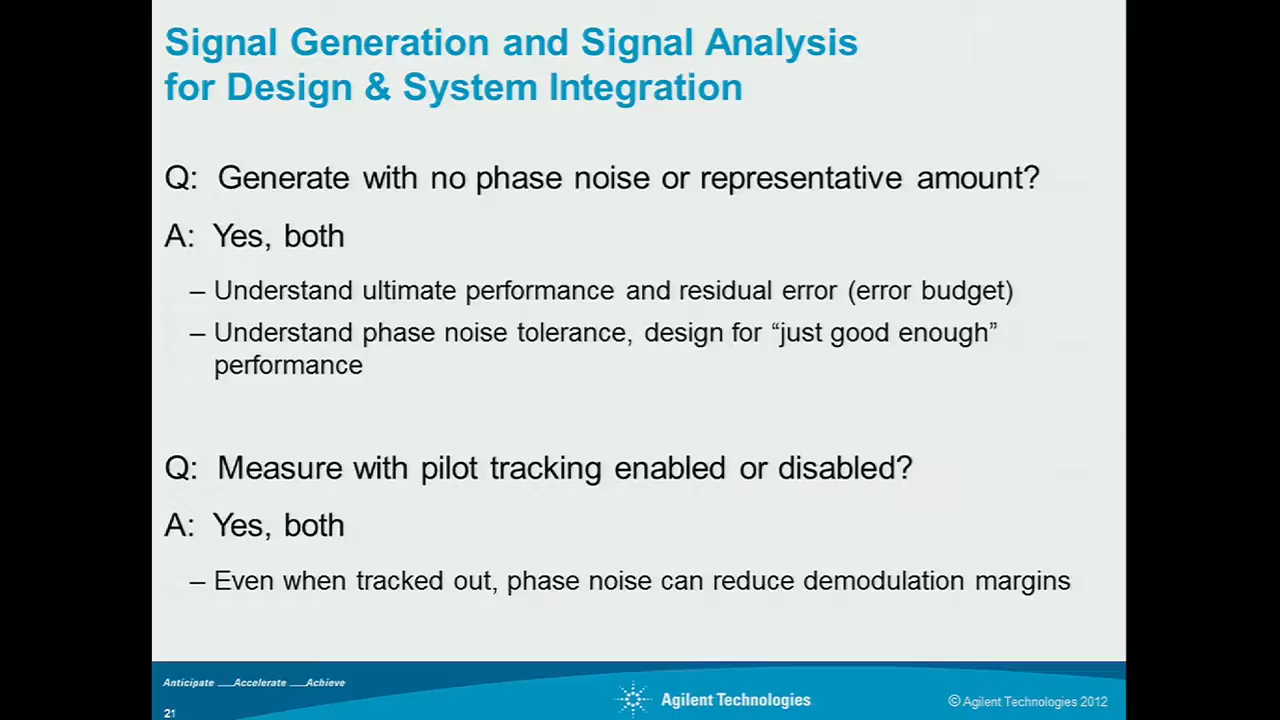 Signal Generation and Signal Analysis
for Design & System Integration
Q: Generate with no phase noise or representative amount?
A: Yes, both
– Understand ultimate performance and residual error (error budget)
– Understand phase noise tolerance, design for “just good en”
performance
Q: Measure with pilot tracking enabled or disabled?
A: Yes, both
– Even when tracked out, phase noise can reduce demodulation margins
Anticipate __Accelerate __Achieve
Agilent Technologies
© Agilent Technologies 2012
21